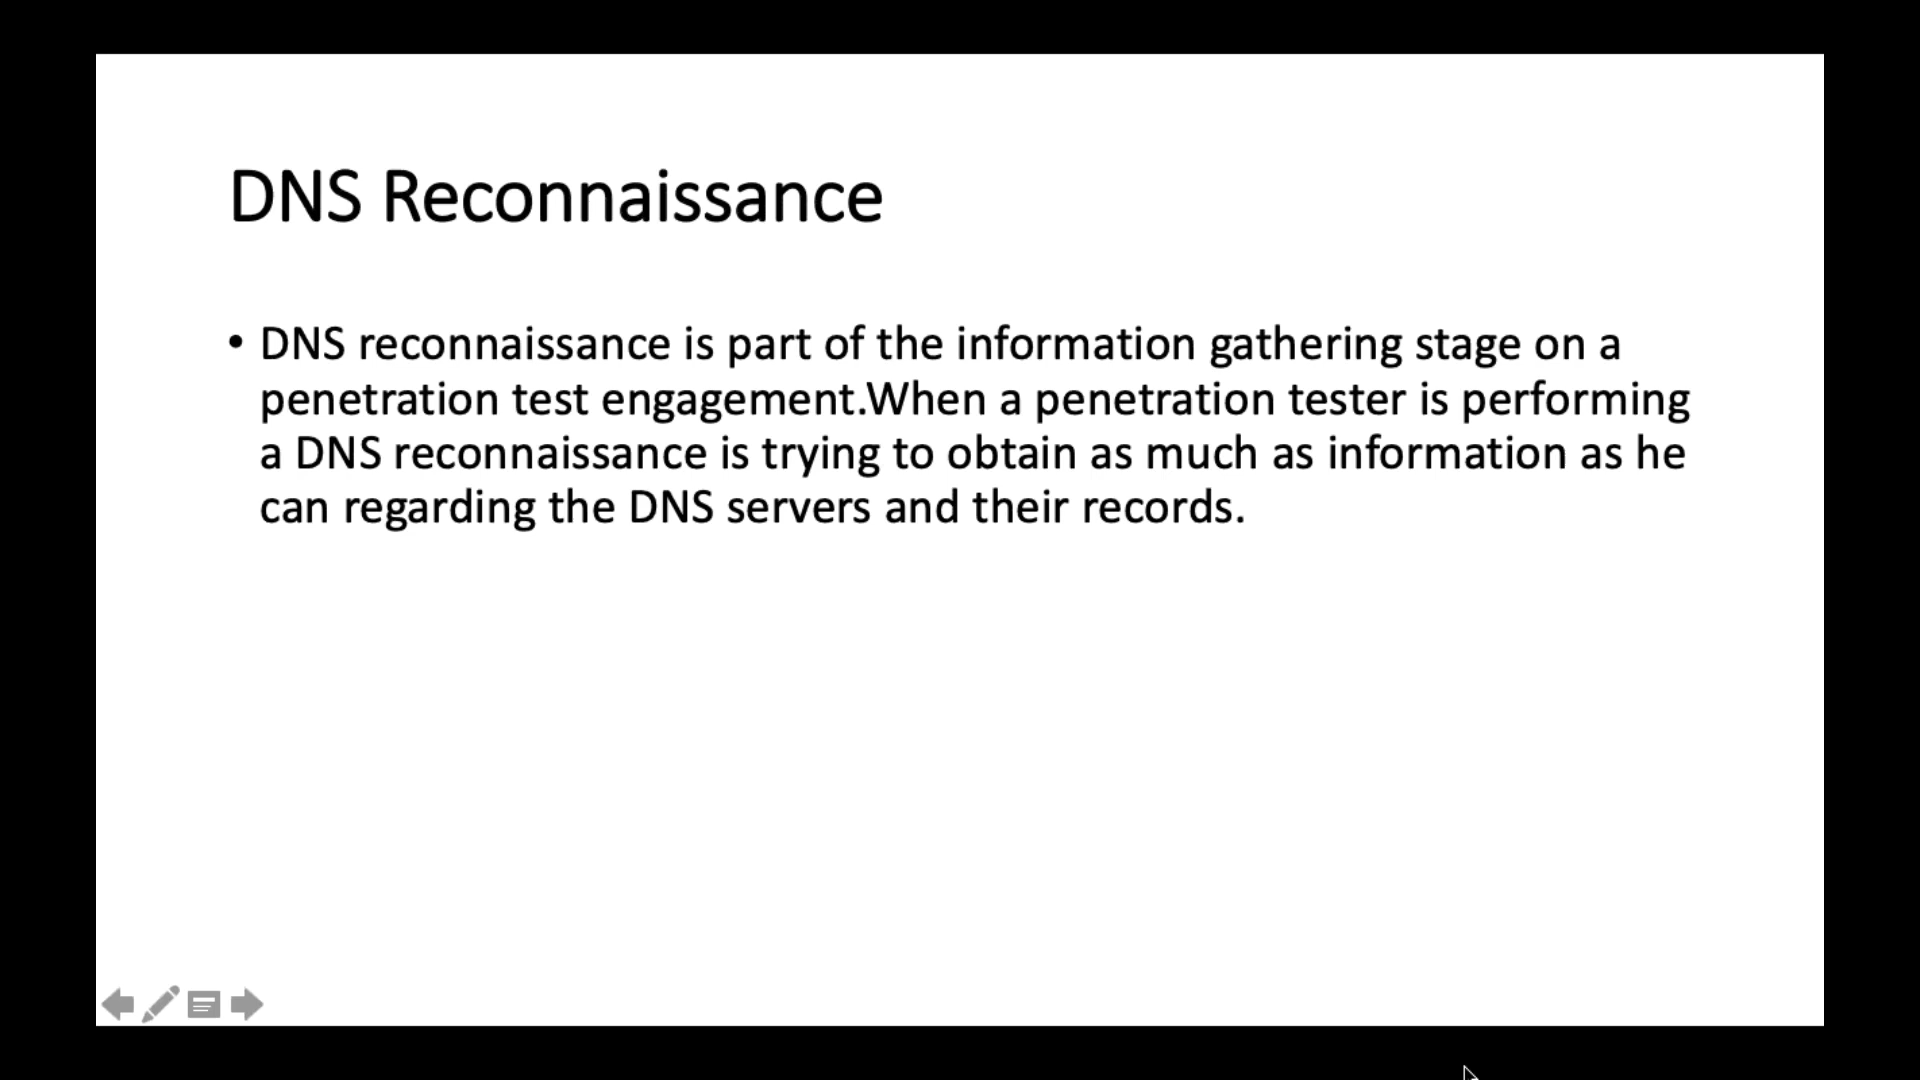 DNS Reconnaissance
• DNS reconnaissance is part of the information gathering stage on a
penetration test engagement.When a penetration tester is performing
a DNS reconnaissance is trying to obtain as much as information as he
can regarding the DNS servers and their records.